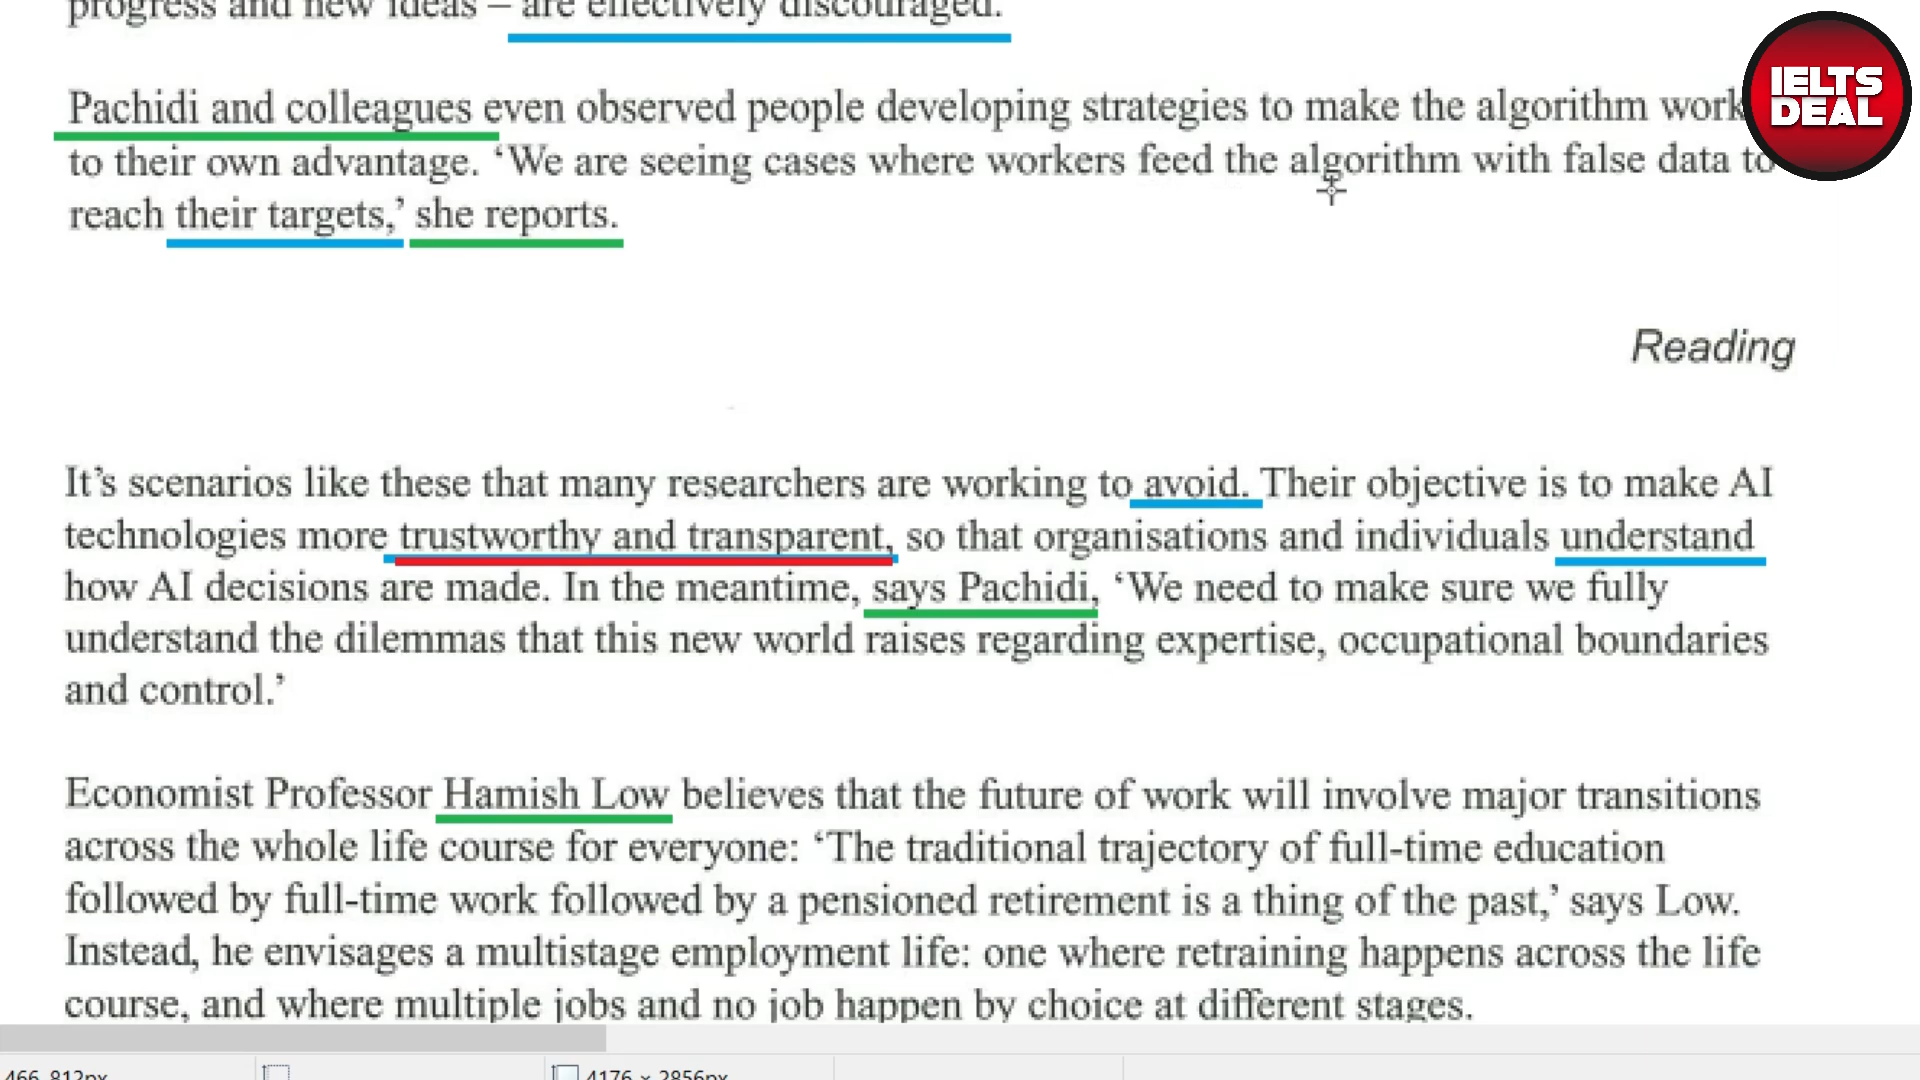 progress and new ideas – are effectively discouraged.
IELTS
DEAL
Pachidi and colleagues even observed people developing strategies to make the algorithm work
to their own advantage. ‘We are seeing cases where workers feed the algorithm with false data to
reach their targets,’ she reports.
Reading
It’s scenarios like these that many researchers are working to avoid. Their objective is to make AI
technologies more trustworthy and transparent, so that organisations and individuals understand
how AI decisions are made. In the meantime, says Pachidi, ‘We need to make sure we fully
understand the dilemmas that this new world raises regarding expertise, occupational boundaries
and control.’
Economist Professor Hamish Low believes that the future of work will involve major transitions
across the whole life course for everyone: ‘The traditional trajectory of full-time education
followed by full-time work followed by a pensioned retirement is a thing of the past,’ says Low.
Instead, he envisages a multistage employment life: one where retraining happens across the life
course, and where multiple jobs and no job happen by choice at different stages.
466, 812px
4176 × 2856px